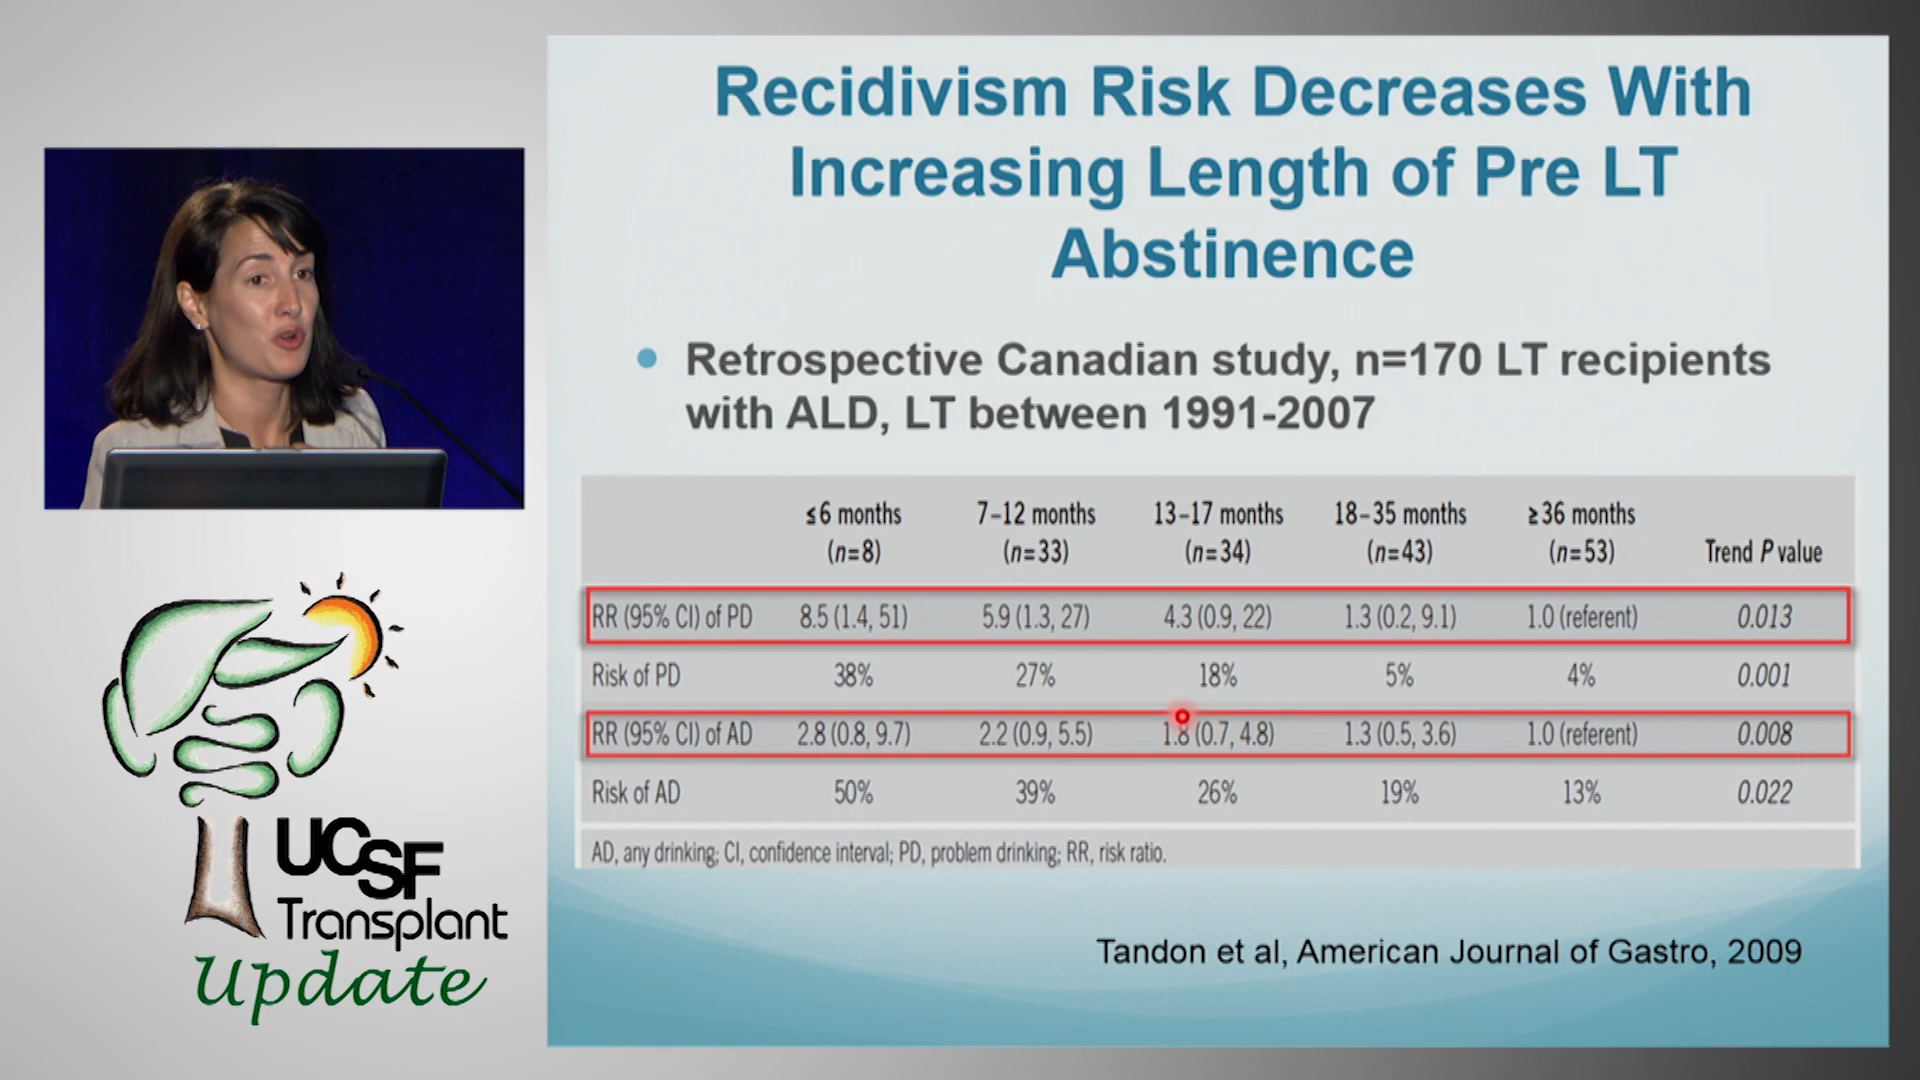 Recidivism Risk Decreases With
Increasing Length of Pre LT
Abstinence
Retrospective Canadian study, n=170 LT recipients
with ALD, LT between 1991-2007
≤6 months 7–12 months 13–17 months 18–35 months ≥36 months
(n=8) (n=33) (n=34) (n=43) (n=53) Trend P value
RR (95% CI) of PD 8.5 (1.4, 51) 5.9 (1.3, 27) 4.3 (0.9, 22) 1.3 (0.2, 9.1) 1.0 (referent) 0.013
Risk of PD 38% 27% 18% 5% 4% 0.001
RR (95% CI) of AD 2.8 (0.8, 9.7) 2.2 (0.9, 5.5) 1.8 (0.7, 4.8) 1.3 (0.5, 3.6) 1.0 (referent) 0.008
Risk of AD 50% 39% 26% 19% 13% 0.022
AD, any drinking; CI, confidence interval; PD, problem drinking; RR, risk ratio.
Tandon et al, American Journal of Gastro, 2009
UCSF
Transplant
Update